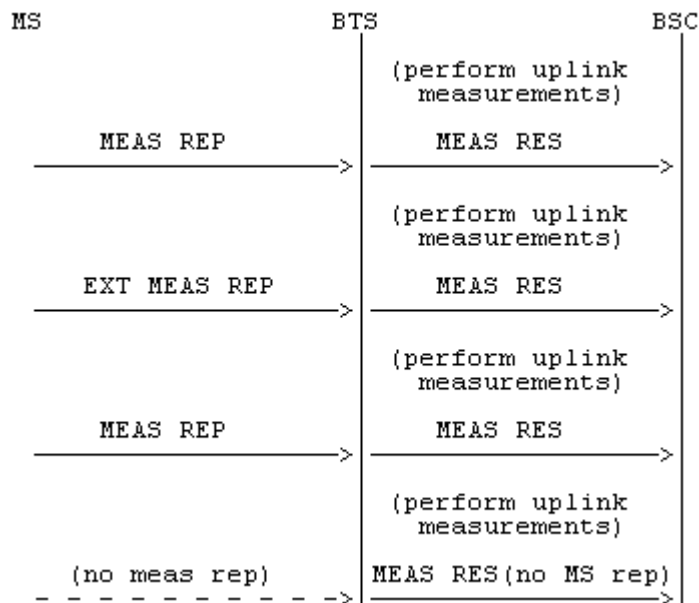 MS BTS BSC
(perform uplink
measurements)
MEAS REP MEAS RES
(perform uplink
measurements)
EXT MEAS REP MEAS RES
(perform uplink
measurements)
MEAS REP MEAS RES
(perform uplink
measurements)
(no meas rep) MEAS RES(no MS rep)